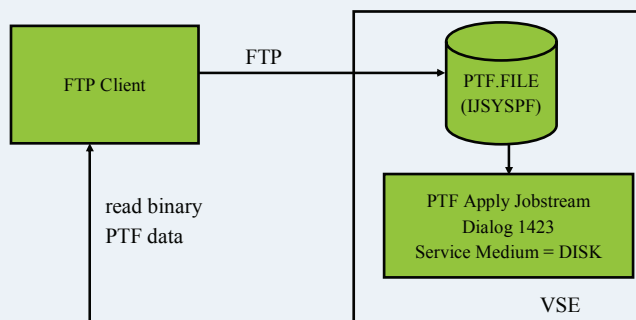 FTP Client
FTP
PTF.FILE
(IJSYSPF)
read binary
PTF data
PTF Apply Jobstream
Dialog 1423
Service Medium = DISK
VSE